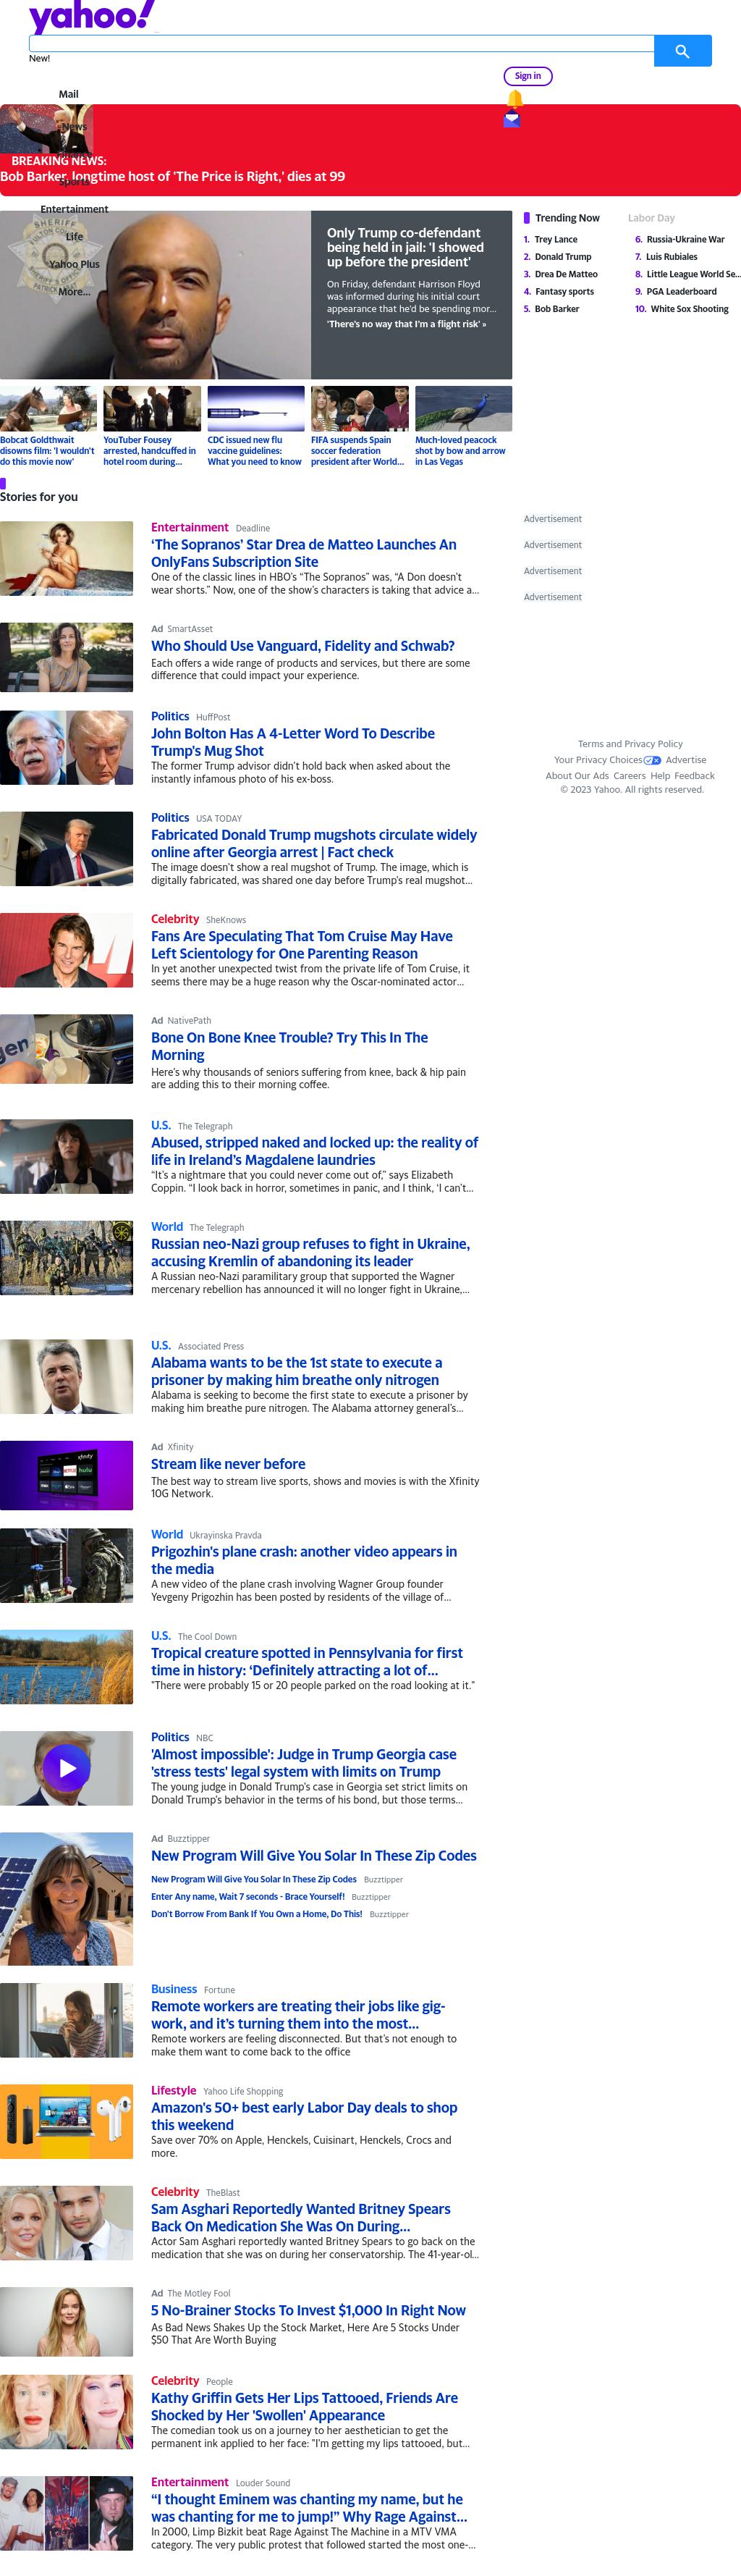 yahoo!
New!
Sign in
Mail
News
Sports
Entertainment
Life
Yahoo Plus
More...
BREAKING NEWS:
Bob Barker, longtime host of 'The Price is Right,' dies at 99
Only Trump co-defendant
being held in jail: 'I showed
up before the president'
On Friday, defendant Harrison Floyd
was informed during his initial court
appearance that he'd be spending mor...
'There's no way that I'm a flight risk' »
Bobcat Goldthwait
disowns film: 'I wouldn't
do this movie now'
YouTuber Fousey
arrested, handcuffed in
hotel room during...
CDC issued new flu
vaccine guidelines:
What you need to know
FIFA suspends Spain
soccer federation
president after World...
Much-loved peacock
shot by bow and arrow
in Las Vegas
Trending Now
Labor Day
1. Trey Lance
2. Donald Trump
3. Drea De Matteo
4. Fantasy sports
5. Bob Barker
6. Russia-Ukraine War
7. Luis Rubiales
8. Little League World Se...
9. PGA Leaderboard
10. White Sox Shooting
Stories for you
Entertainment Deadline
‘The Sopranos’ Star Drea de Matteo Launches An
OnlyFans Subscription Site
One of the classic lines in HBO’s “The Sopranos” was, “A Don doesn’t
wear shorts.” Now, one of the show’s characters is taking that advice a...
Ad SmartAsset
Who Should Use Vanguard, Fidelity and Schwab?
Each offers a wide range of products and services, but there are some
difference that could impact your experience.
Politics HuffPost
John Bolton Has A 4-Letter Word To Describe
Trump's Mug Shot
The former Trump advisor didn't hold back when asked about the
instantly infamous photo of his ex-boss.
Politics USA TODAY
Fabricated Donald Trump mugshots circulate widely
online after Georgia arrest | Fact check
The image doesn't show a real mugshot of Trump. The image, which is
digitally fabricated, was shared one day before Trump's real mugshot...
Celebrity SheKnows
Fans Are Speculating That Tom Cruise May Have
Left Scientology for One Parenting Reason
In yet another unexpected twist from the private life of Tom Cruise, it
seems there may be a huge reason why the Oscar-nominated actor...
Ad NativePath
Bone On Bone Knee Trouble? Try This In The
Morning
Here's why thousands of seniors suffering from knee, back & hip pain
are adding this to their morning coffee.
U.S. The Telegraph
Abused, stripped naked and locked up: the reality of
life in Ireland’s Magdalene laundries
“It’s a nightmare that you could never come out of,” says Elizabeth
Coppin. “I look back in horror, sometimes in panic, and I think, ‘I can’t...
World The Telegraph
Russian neo-Nazi group refuses to fight in Ukraine,
accusing Kremlin of abandoning its leader
A Russian neo-Nazi paramilitary group that supported the Wagner
mercenary rebellion has announced it will no longer fight in Ukraine,...
U.S. Associated Press
Alabama wants to be the 1st state to execute a
prisoner by making him breathe only nitrogen
Alabama is seeking to become the first state to execute a prisoner by
making him breathe pure nitrogen. The Alabama attorney general’s...
Ad Xfinity
Stream like never before
The best way to stream live sports, shows and movies is with the Xfinity
10G Network.
World Ukrayinska Pravda
Prigozhin's plane crash: another video appears in
the media
A new video of the plane crash involving Wagner Group founder
Yevgeny Prigozhin has been posted by residents of the village of...
U.S. The Cool Down
Tropical creature spotted in Pennsylvania for first
time in history: ‘Definitely attracting a lot of...
"There were probably 15 or 20 people parked on the road looking at it."
Politics NBC
'Almost impossible': Judge in Trump Georgia case
'stress tests' legal system with limits on Trump
The young judge in Donald Trump's case in Georgia set strict limits on
Donald Trump's behavior in the terms of his bond, but those terms...
Ad Buzztipper
New Program Will Give You Solar In These Zip Codes
New Program Will Give You Solar In These Zip Codes Buzztipper
Enter Any name, Wait 7 seconds - Brace Yourself! Buzztipper
Don't Borrow From Bank If You Own a Home, Do This! Buzztipper
Business Fortune
Remote workers are treating their jobs like gig-
work, and it’s turning them into the most...
Remote workers are feeling disconnected. But that’s not enough to
make them want to come back to the office
Lifestyle Yahoo Life Shopping
Amazon's 50+ best early Labor Day deals to shop
this weekend
Save over 70% on Apple, Henckels, Cuisinart, Henckels, Crocs and
more.
Celebrity TheBlast
Sam Asghari Reportedly Wanted Britney Spears
Back On Medication She Was On During...
Actor Sam Asghari reportedly wanted Britney Spears to go back on the
medication that she was on during her conservatorship. The 41-year-ol...
Ad The Motley Fool
5 No-Brainer Stocks To Invest $1,000 In Right Now
As Bad News Shakes Up the Stock Market, Here Are 5 Stocks Under
$50 That Are Worth Buying
Celebrity People
Kathy Griffin Gets Her Lips Tattooed, Friends Are
Shocked by Her 'Swollen' Appearance
The comedian took us on a journey to her aesthetician to get the
permanent ink applied to her face: "I'm getting my lips tattooed, but...
Entertainment Louder Sound
“I thought Eminem was chanting my name, but he
was chanting for me to jump!” Why Rage Against...
In 2000, Limp Bizkit beat Rage Against The Machine in a MTV VMA
category. The very public protest that followed started the most one-...
Advertisement
Advertisement
Advertisement
Advertisement
Terms and Privacy Policy
Your Privacy Choices Advertise
About Our Ads Careers Help Feedback
© 2023 Yahoo. All rights reserved.